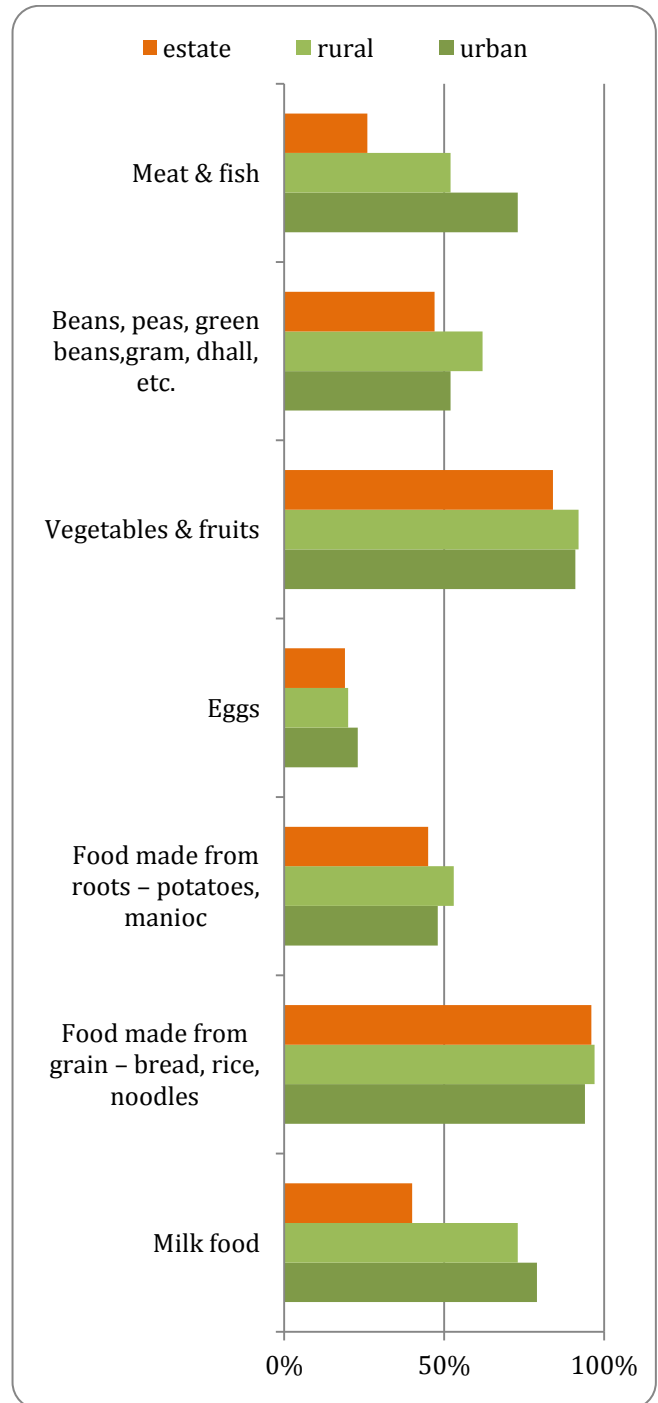 estate rural urban
Meat & fish
Beans, peas, green
beans,gram, dhall,
etc.
Vegetables & fruits
Eggs
Food made from
roots – potatoes,
manioc
Food made from
grain – bread, rice,
noodles
Milk food
0% 50% 100%